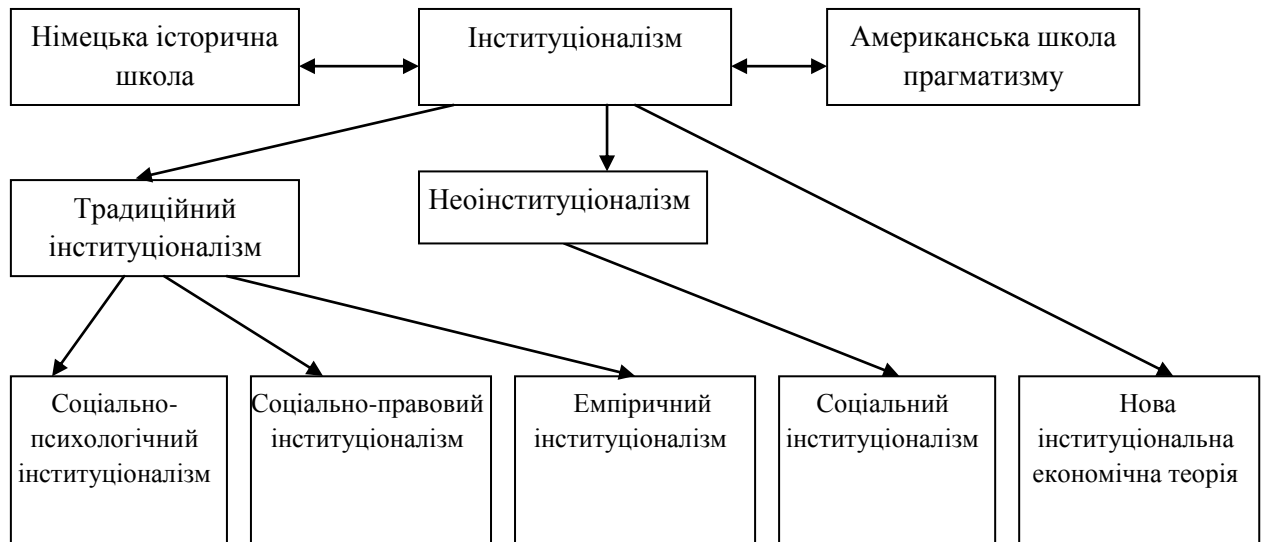 Німецька історична
школа
Інституціоналізм
Американська школа
прагматизму
Традиційний
інституціоналізм
Неоінституціоналізм
Соціально-
психологічний
інституціоналізм
Соціально-правовий
інституціоналізм
Емпіричний
інституціоналізм
Соціальний
інституціоналізм
Нова
інституціональна
економічна теорія